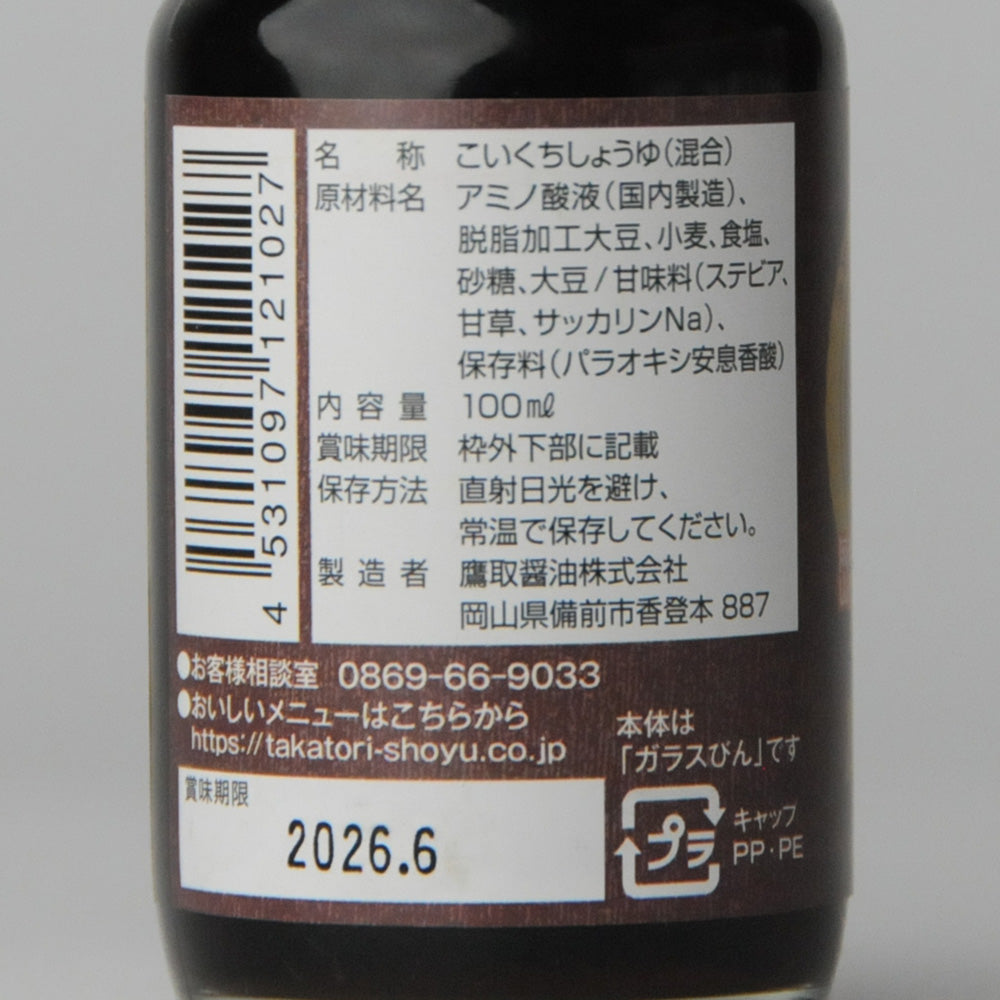 名称 こいくちしょうゆ(混合)
原材料名 アミノ酸液(国内製造)、
脱脂加工大豆、小麦、食塩、
砂糖、大豆/甘味料(ステビア、
甘草、サッカリンNa)、
保存料(パラオキシ安息香酸)
内容量 100mℓ
賞味期限 枠外下部に記載
保存方法 直射日光を避け、
常温で保存してください。
製造者 鷹取醤油株式会社
岡山県備前市香登本 887
4 531097 121027
●お客様相談室 0869-66-9033
●おいしいメニューはこちらから
https://takatori-shoyu.co.jp
賞味期限
2026.6
本体は
「ガラスびん」です
プラ
キャップ
PP・PE